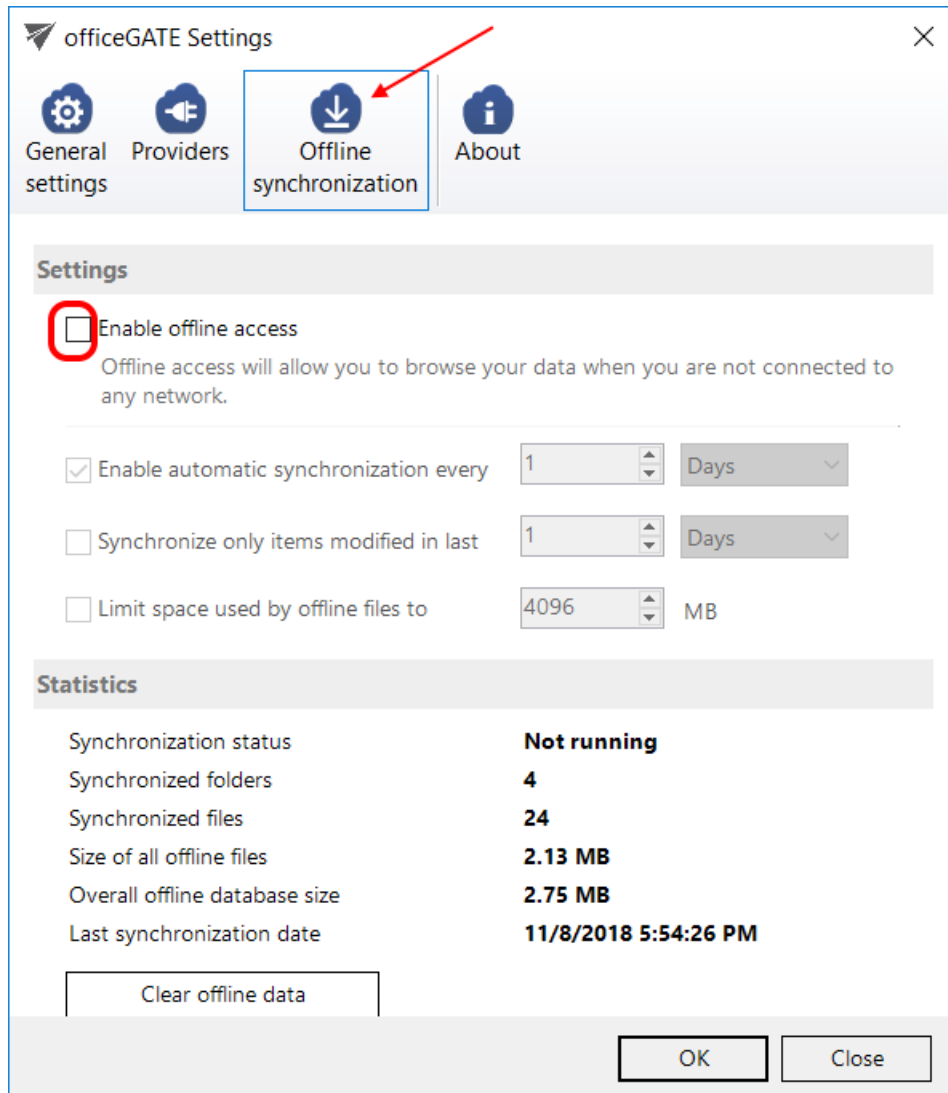 officeGATE Settings
General settings
Providers
Offline synchronization
About
Settings
Enable offline access
Offline access will allow you to browse your data when you are not connected to
any network.
Enable automatic synchronization every 1 Days
Synchronize only items modified in last 1 Days
Limit space used by offline files to 4096 MB
Statistics
Synchronization status Not running
Synchronized folders 4
Synchronized files 24
Size of all offline files 2.13 MB
Overall offline database size 2.75 MB
Last synchronization date 11/8/2018 5:54:26 PM
Clear offline data
OK Close